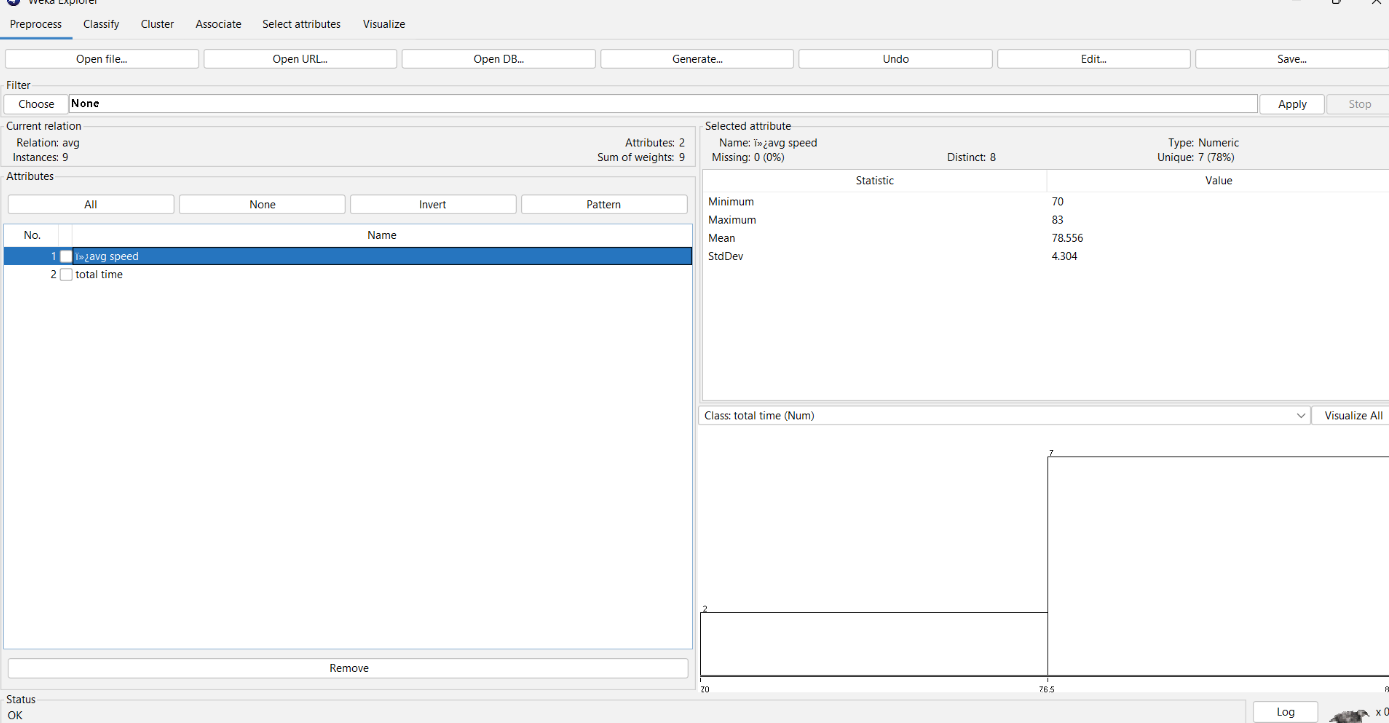 Weka Explorer
Preprocess Classify Cluster Associate Select attributes Visualize
Open file... Open URL... Open DB... Generate... Undo Edit... Save...
Filter
Choose None Apply Stop
Current relation
Relation: avg Attributes: 2
Instances: 9 Sum of weights: 9
Attributes
All None Invert Pattern
No. Name
1 ï»¿avg speed
2 total time
Remove
Selected attribute
Name: ï»¿avg speed Type: Numeric
Missing: 0 (0%) Distinct: 8 Unique: 7 (78%)
Statistic Value
Minimum 70
Maximum 83
Mean 78.556
StdDev 4.304
Class: total time (Num) Visualize All
7
2
70 76.5
Status
OK
Log x 0